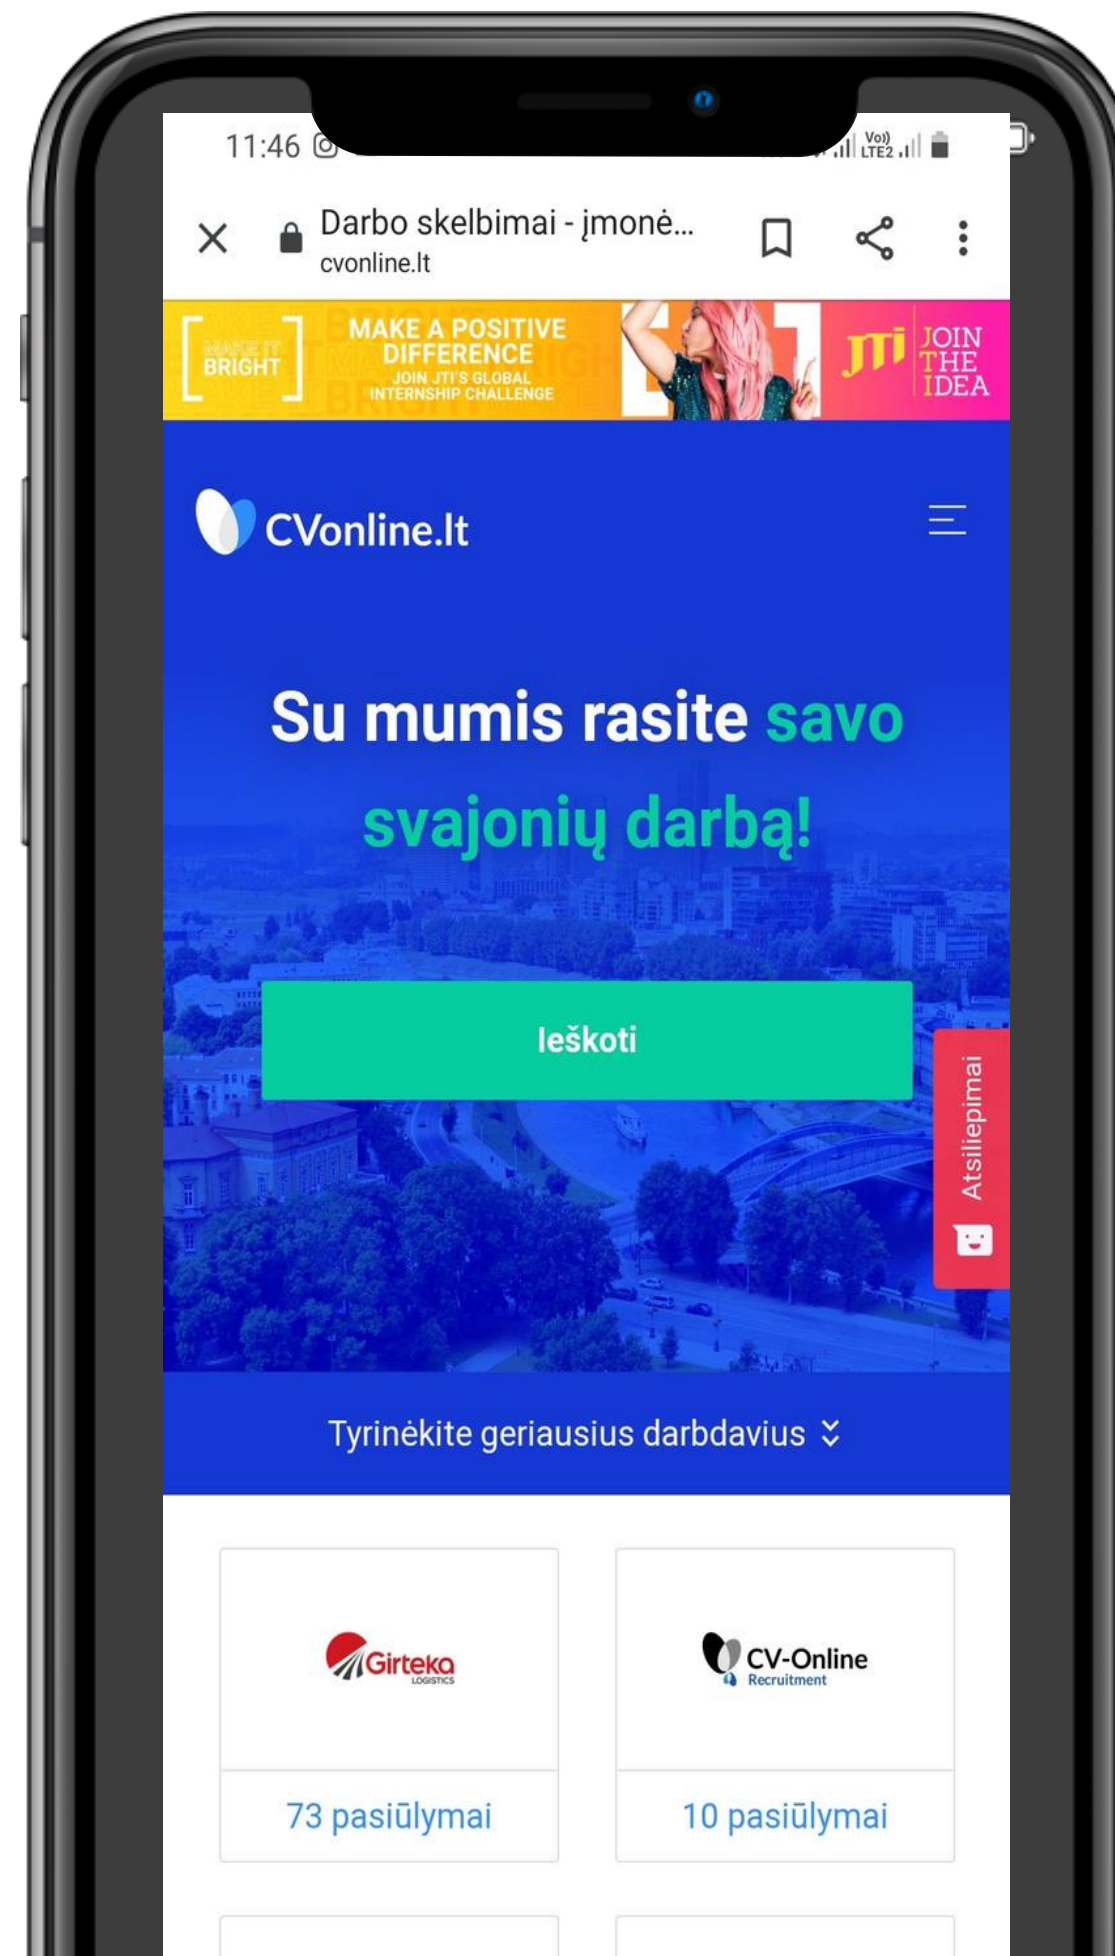 11:46
Vo))
LTE2
Darbo skelbimai - įmonė...
cvonline.lt
MAKE IT
BRIGHT
MAKE A POSITIVE
DIFFERENCE
JOIN JTI'S GLOBAL
INTERNSHIP CHALLENGE
JTI
JOIN
THE
IDEA
CVonline.lt
Su mumis rasite savo
svajonių darbą!
Ieškoti
Atsiliepimai
Tyrinėkite geriausius darbdavius
Girteka
LOGISTICS
CV-Online
Recruitment
73 pasiūlymai
10 pasiūlymai